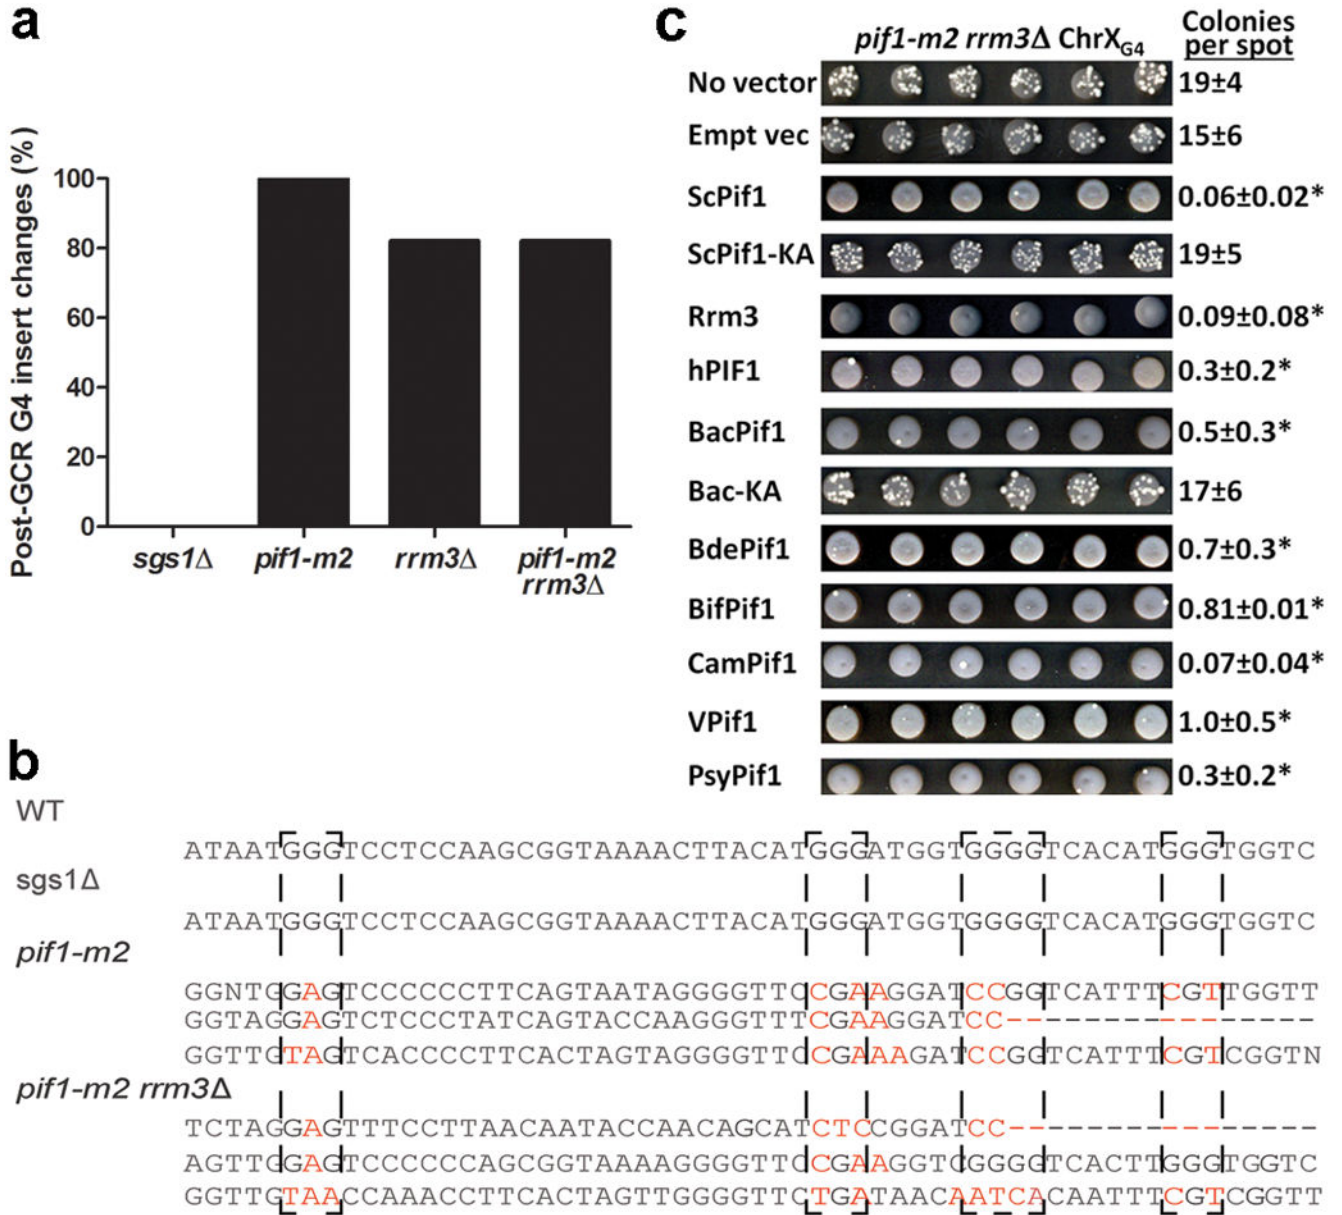 a
Post-GCR G4 insert changes (%)
100
80
60
40
20
0
sgs1Δ
pif1-m2
rrm3Δ
pif1-m2
rrm3Δ
c
pif1-m2 rrm3Δ ChrXG4
Colonies
per spot
No vector 19±4
Empt vec 15±6
ScPif1 0.06±0.02*
ScPif1-KA 19±5
Rrm3 0.09±0.08*
hPIF1 0.3±0.2*
BacPif1 0.5±0.3*
Bac-KA 17±6
BdePif1 0.7±0.3*
BifPif1 0.81±0.01*
CamPif1 0.07±0.04*
VPif1 1.0±0.5*
PsyPif1 0.3±0.2*
b
WT
ATAATGGGTCCTCCAAGCGGTAAAACTTACATGGGATGGTGGGGTCACATGGGTGGTC
sgs1Δ
ATAATGGGTCCTCCAAGCGGTAAAACTTACATGGGATGGTGGGGTCACATGGGTGGTC
pif1-m2
GGNTGGAGTCCCCCCTTCAGTAATAGGGGTTCCGAAGGATCCGGTCATTTCGTTGGTT
GGTAGGAGTCTCCCTATCAGTACCAAGGGTTTCGAAGGATCC----------------
GGTTGTAGTCACCCCTTCACTAGTAGGGGTTCCGAAAGATCCGGTCATTTCGTCGGTN
pif1-m2 rrm3Δ
TCTAGGAGTTTCCTTAACAATACCAACAGCATCTCCGGATCC----------------
AGTTGGAGTCCCCCCAGCGGTAAAAGGGGTTCCGAAGGTCGGGGTCACTTGGGTGGTC
GGTTGTAACCAAACCTTCACTAGTTGGGGTTCTGATAACAATCACAATTTCGTCGGTT